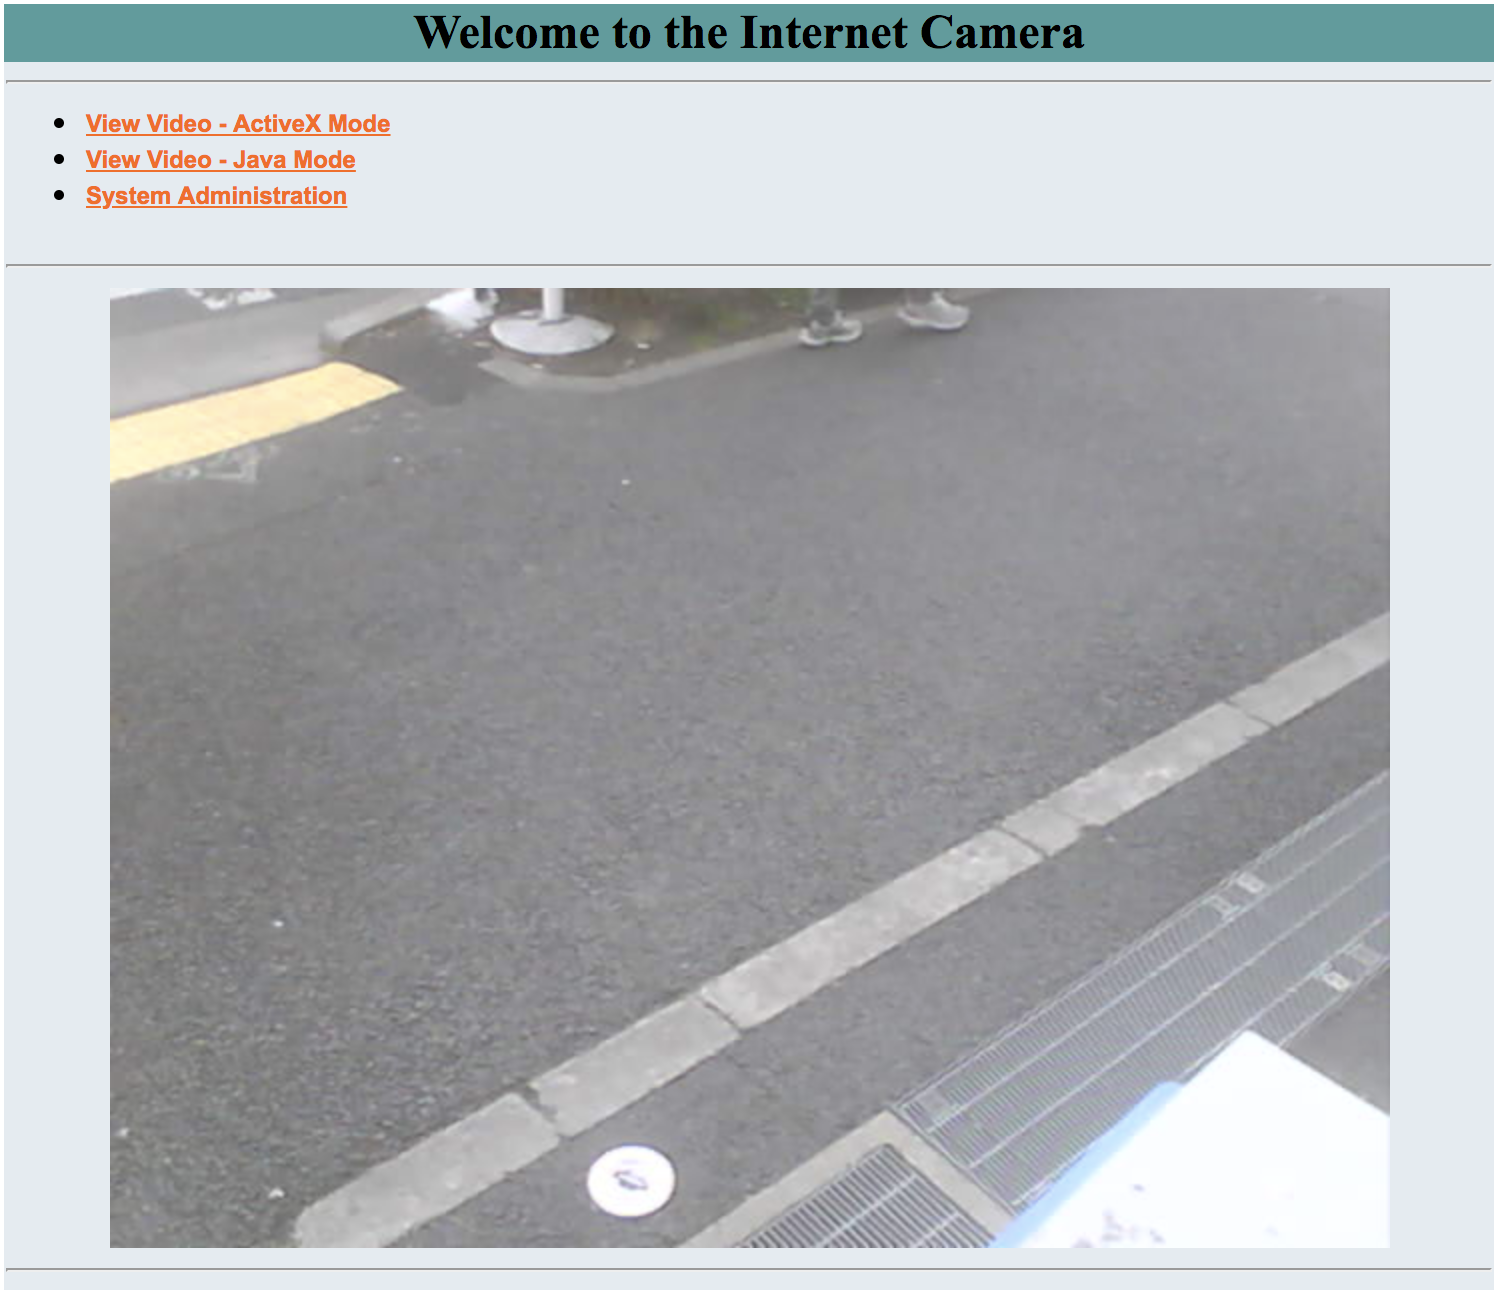 Welcome to the Internet Camera
View Video - ActiveX Mode
View Video - Java Mode
System Administration